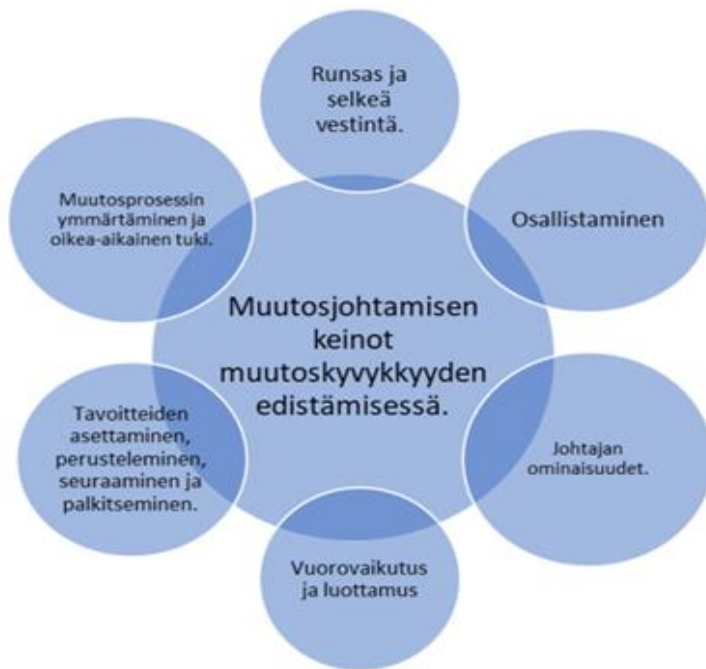 Runsas ja
selkeä
vestintä.
Osallistaminen
Johtajan
ominaisuudet.
Vuorovaikutus
ja luottamus
Tavoitteiden
asettaminen,
perusteleminen,
seuraaminen ja
palkitseminen.
Muutosprosessin
ymmärtäminen ja
oikea-aikainen tuki.
Muutosjohtamisen
keinot
muutoskyvykkyyden
edistämisessä.